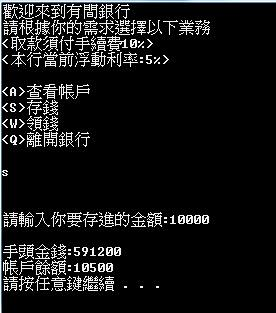 歡迎來到有間銀行
請根據你的需求選擇以下業務
<取款須付手續費10%>
<本行當前浮動利率:5%>
<A>查看帳戶
<S>存錢
<W>領錢
<Q>離開銀行
s
請輸入你要存進的金額:10000
手頭金錢:591200
帳戶餘額:10500
請按任意鍵繼續 . . .